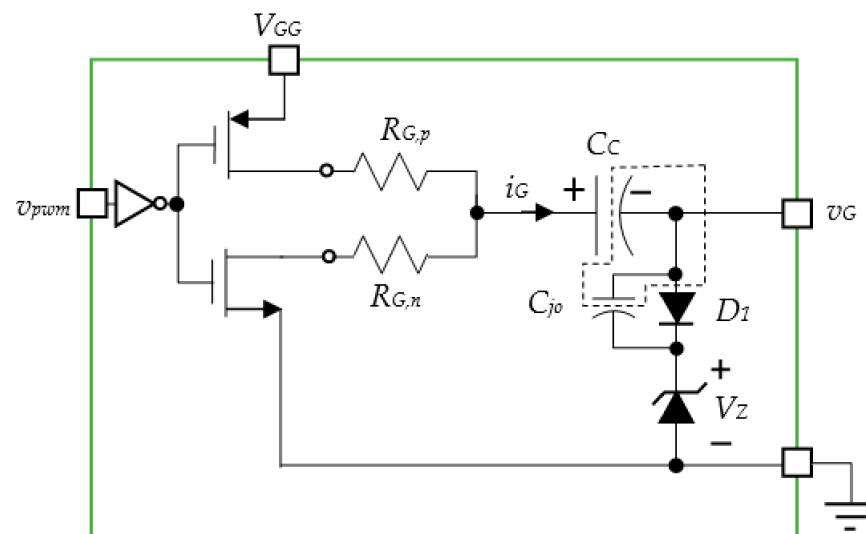 VGG
RG,p
CC
iG
+
−
vpwm
vG
RG,n
Cjo
D1
+
VZ
−